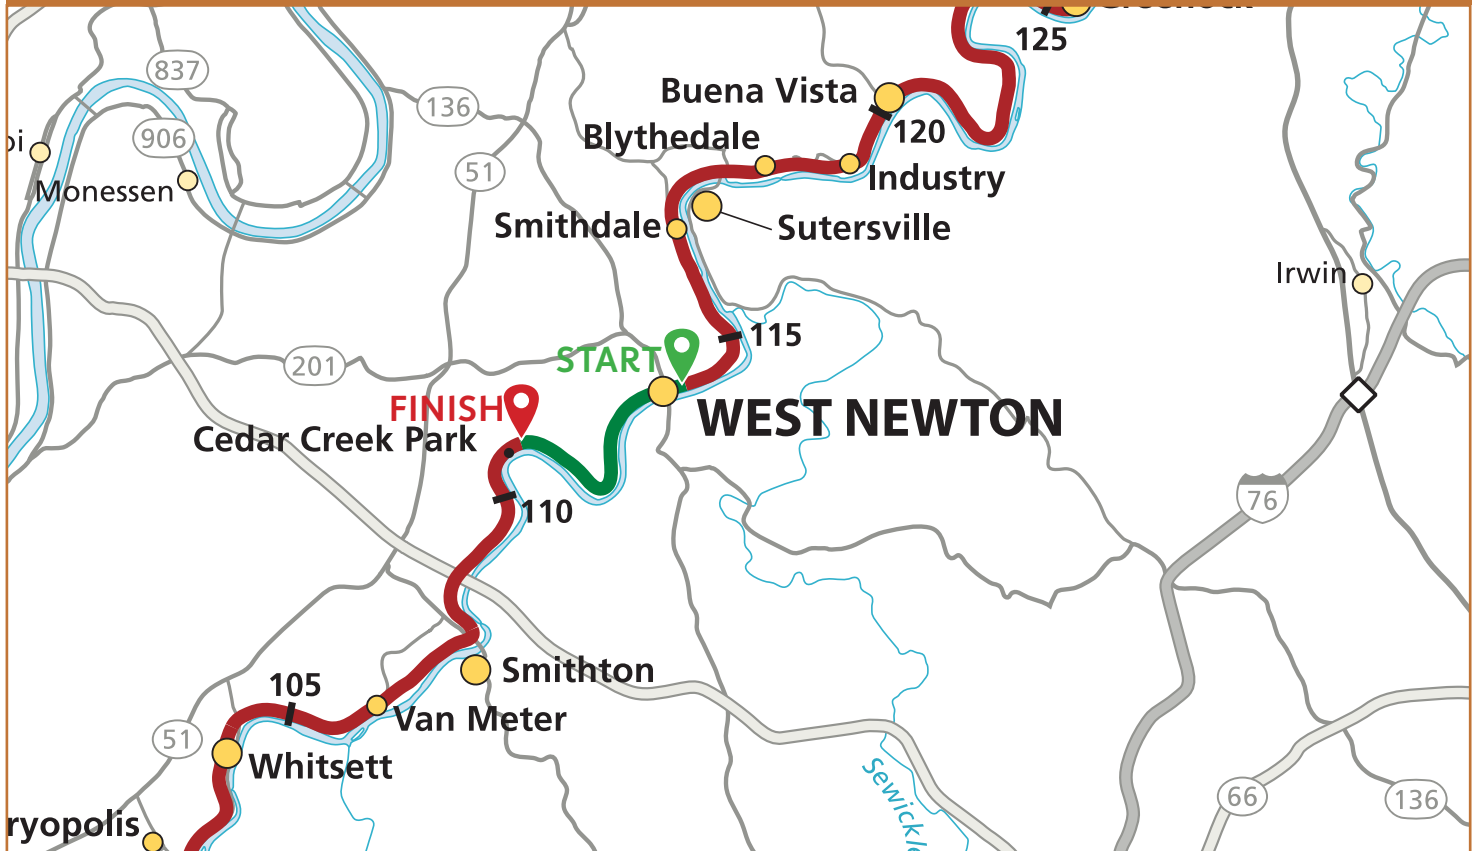 125
837
Buena Vista
136
120
906
Blythedale
51
Industry
Monessen
Smithdale
Sutersville
Irwin
115
START
201
FINISH
WEST NEWTON
Cedar Creek Park
76
110
Smithton
105
Van Meter
51
Whitsett
66
136
ryopolis
Sewickle